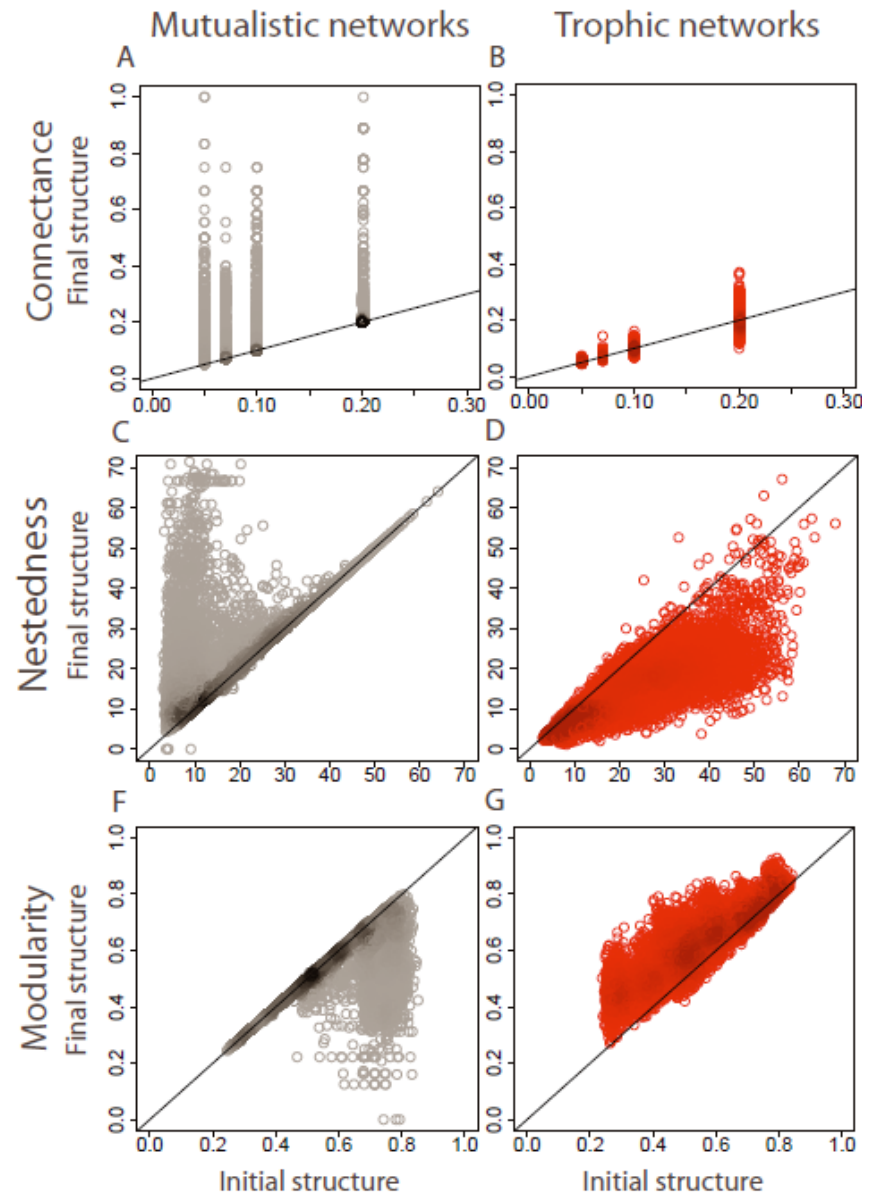 Mutualistic networks
Trophic networks
A
B
Connectance
Final structure
0.0 0.2 0.4 0.6 0.8 1.0
0.00 0.10 0.20 0.30
0.0 0.2 0.4 0.6 0.8 1.0
0.00 0.10 0.20 0.30
C
D
Nestedness
Final structure
0 10 20 30 40 50 60 70
0 10 20 30 40 50 60 70
0 10 20 30 40 50 60 70
0 10 20 30 40 50 60 70
F
G
Modularity
Final structure
0.0 0.2 0.4 0.6 0.8 1.0
0.0 0.2 0.4 0.6 0.8 1.0
0.0 0.2 0.4 0.6 0.8 1.0
0.0 0.2 0.4 0.6 0.8 1.0
Initial structure
Initial structure